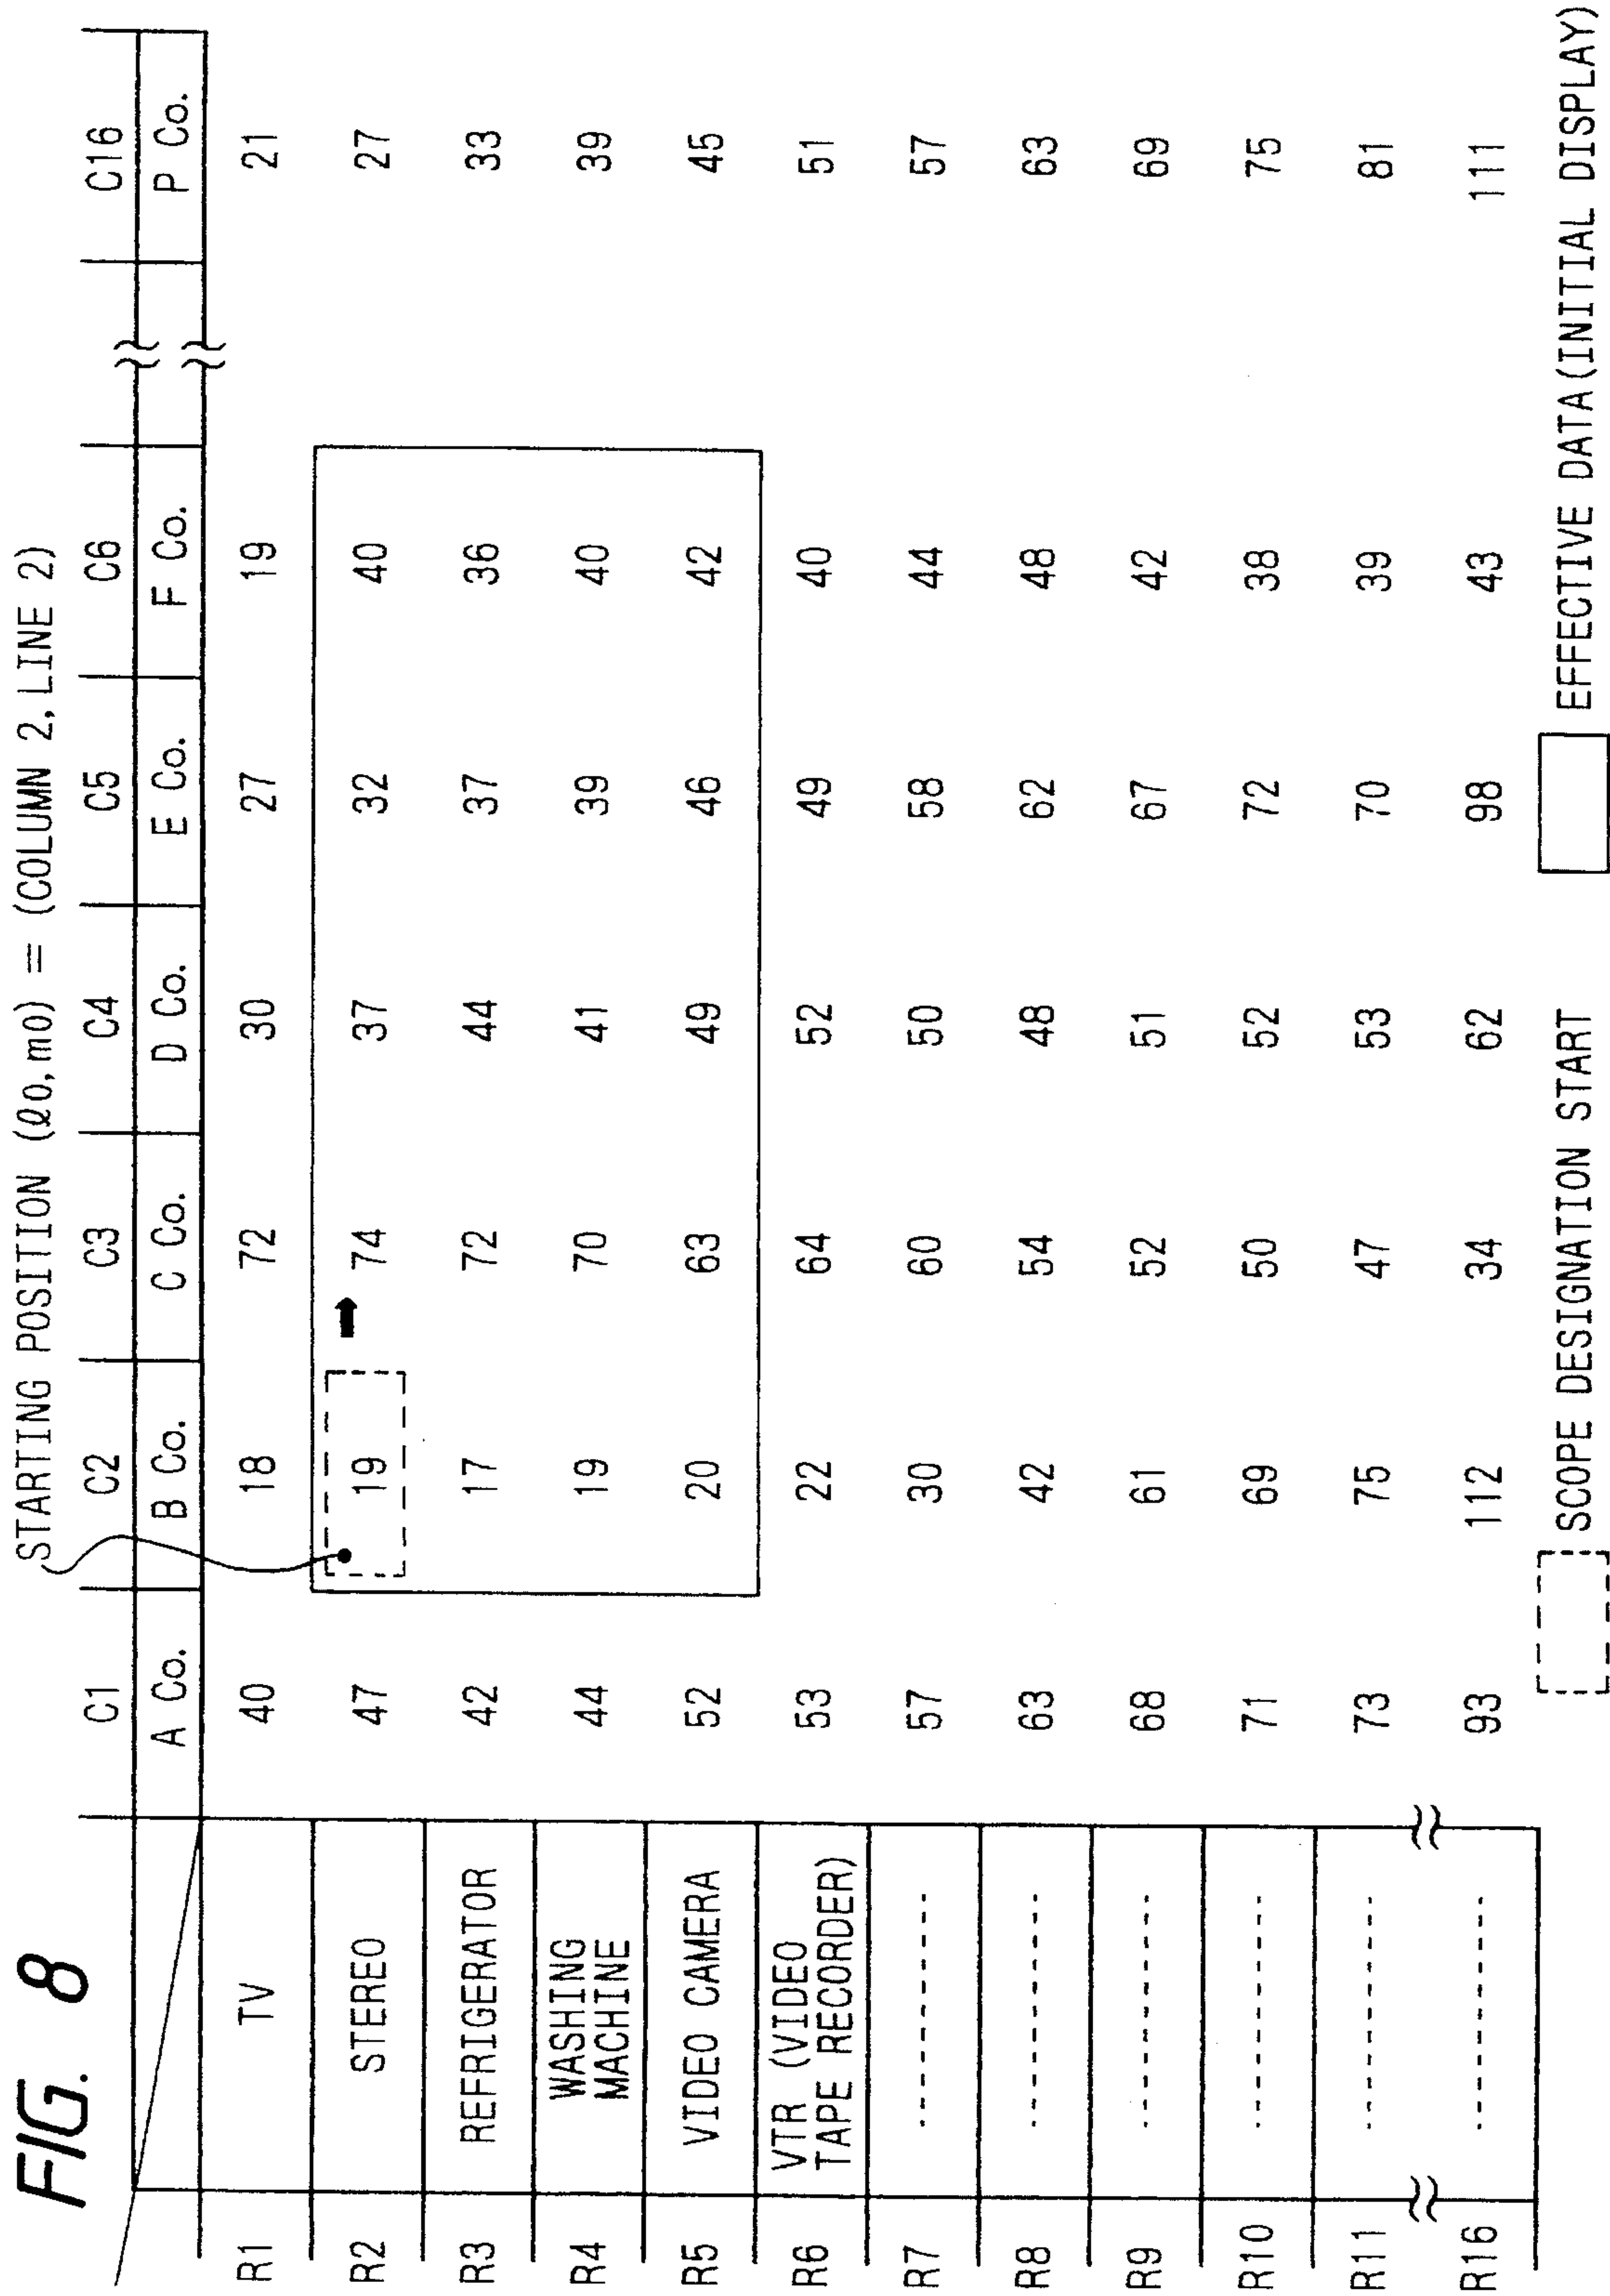 FIG. 8
STARTING POSITION (ℓ0,m0) = (COLUMN 2, LINE 2)
C1 C2 C3 C4 C5 C6 C16
A Co. B Co. C Co. D Co. E Co. F Co. P Co.
R1 TV 40 18 72 30 27 19 21
R2 STEREO 47 19 74 37 32 40 27
R3 REFRIGERATOR 42 17 72 44 37 36 33
R4 WASHING MACHINE 44 19 70 41 39 40 39
R5 VIDEO CAMERA 52 20 63 49 46 42 45
R6 VTR (VIDEO TAPE RECORDER) 53 22 64 52 49 40 51
R7 57 30 60 50 58 44 57
R8 63 42 54 48 62 48 63
R9 68 61 52 51 67 42 69
R10 71 69 50 52 72 38 75
R11 73 75 47 53 70 39 81
R16 93 112 34 62 98 43 111
SCOPE DESIGNATION START EFFECTIVE DATA(INITIAL DISPLAY)